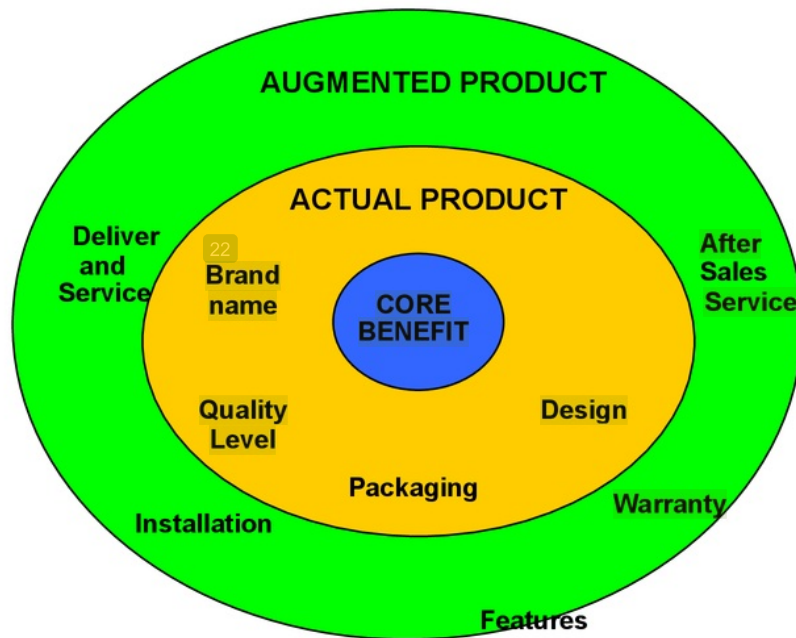 AUGMENTED PRODUCT
ACTUAL PRODUCT
Deliver
and
Service
22
Brand
name
CORE
BENEFIT
After
Sales
Service
Quality
Level
Design
Packaging
Warranty
Installation
Features